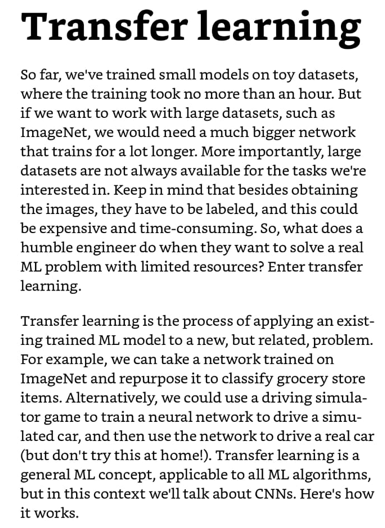 Transfer learning
So far, we've trained small models on toy datasets,
where the training took no more than an hour. But
if we want to work with large datasets, such as
ImageNet, we would need a much bigger network
that trains for a lot longer. More importantly, large
datasets are not always available for the tasks we're
interested in. Keep in mind that besides obtaining
the images, they have to be labeled, and this could
be expensive and time-consuming. So, what does a
humble engineer do when they want to solve a real
ML problem with limited resources? Enter transfer
learning.
Transfer learning is the process of applying an exist-
ing trained ML model to a new, but related, problem.
For example, we can take a network trained on
ImageNet and repurpose it to classify grocery store
items. Alternatively, we could use a driving simula-
tor game to train a neural network to drive a simu-
lated car, and then use the network to drive a real car
(but don't try this at home!). Transfer learning is a
general ML concept, applicable to all ML algorithms,
but in this context we'll talk about CNNs. Here's how
it works.